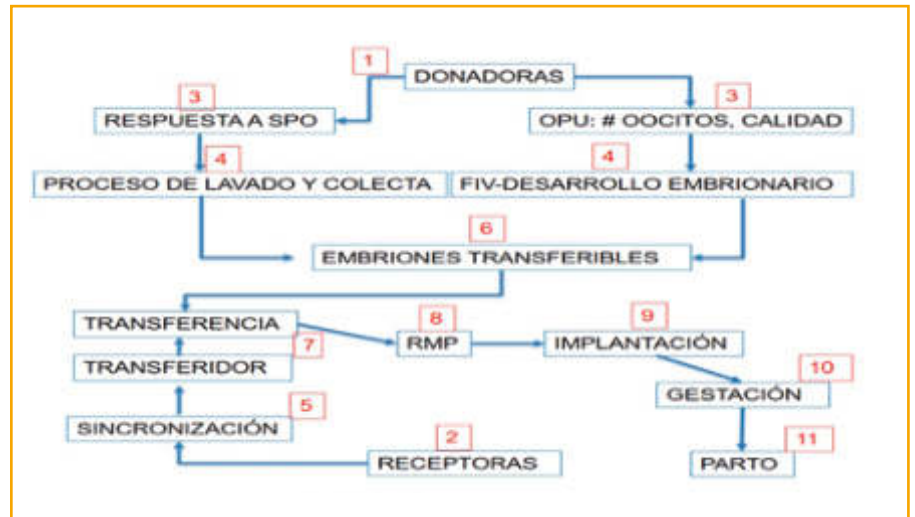 1
DONADORAS
3
RESPUESTA A SPO
3
OPU: # OOCITOS, CALIDAD
4
PROCESO DE LAVADO Y COLECTA
4
FIV-DESARROLLO EMBRIONARIO
6
EMBRIONES TRANSFERIBLES
TRANSFERENCIA
8
RMP
9
IMPLANTACIÓN
7
TRANSFERIDOR
10
GESTACIÓN
5
SINCRONIZACIÓN
2
RECEPTORAS
11
PARTO